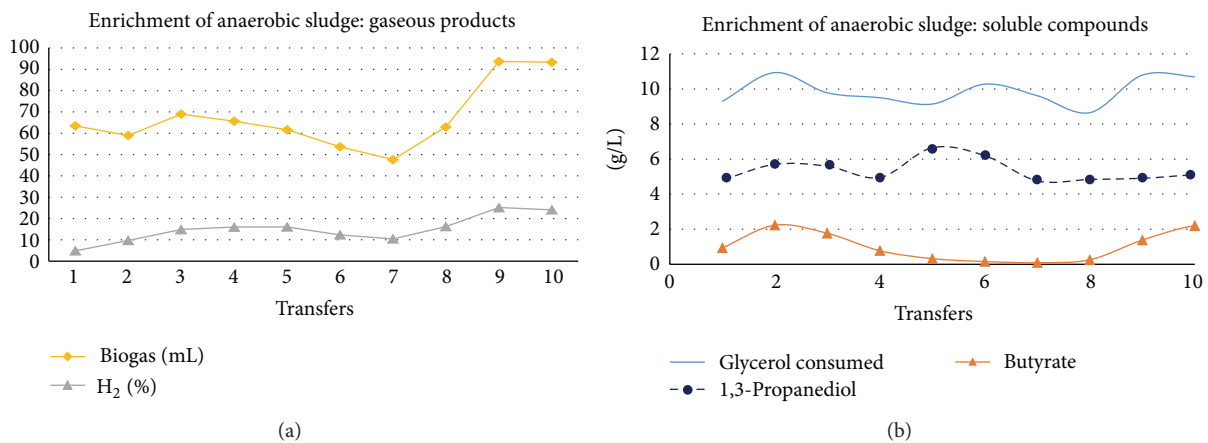 Enrichment of anaerobic sludge: gaseous products
100
90
80
70
60
50
40
30
20
10
0
1 2 3 4 5 6 7 8 9 10
Transfers
Biogas (mL)
H₂ (%)
(a)
Enrichment of anaerobic sludge: soluble compounds
(g/L)
12
10
8
6
4
2
0
0 2 4 6 8 10
Transfers
Glycerol consumed
Butyrate
1,3-Propanediol
(b)